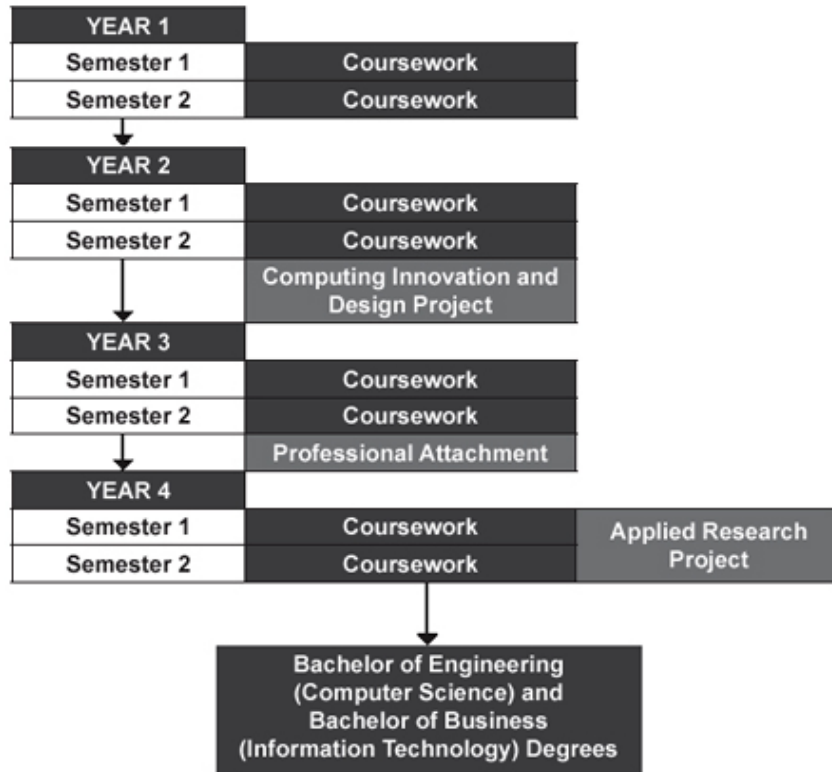 YEAR 1
Semester 1 Coursework
Semester 2 Coursework
YEAR 2
Semester 1 Coursework
Semester 2 Coursework
Computing Innovation and
Design Project
YEAR 3
Semester 1 Coursework
Semester 2 Coursework
Professional Attachment
YEAR 4
Semester 1 Coursework
Semester 2 Coursework
Applied Research
Project
Bachelor of Engineering
(Computer Science) and
Bachelor of Business
(Information Technology) Degrees